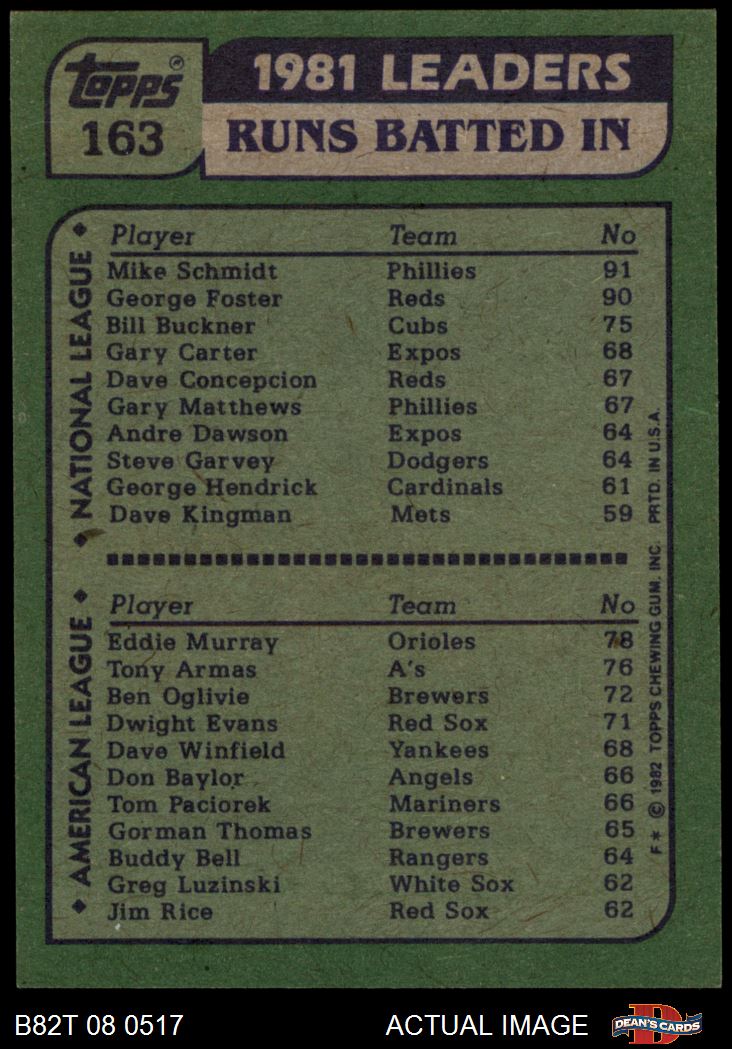 Topps ®
163
1981 LEADERS
RUNS BATTED IN
◆ NATIONAL LEAGUE ◆
Player Team No
Mike Schmidt Phillies 91
George Foster Reds 90
Bill Buckner Cubs 75
Gary Carter Expos 68
Dave Concepcion Reds 67
Gary Matthews Phillies 67
Andre Dawson Expos 64
Steve Garvey Dodgers 64
George Hendrick Cardinals 61
Dave Kingman Mets 59
◆ AMERICAN LEAGUE ◆
Player Team No
Eddie Murray Orioles 78
Tony Armas A's 76
Ben Oglivie Brewers 72
Dwight Evans Red Sox 71
Dave Winfield Yankees 68
Don Baylor Angels 66
Tom Paciorek Mariners 66
Gorman Thomas Brewers 65
Buddy Bell Rangers 64
Greg Luzinski White Sox 62
Jim Rice Red Sox 62
F* © 1982 TOPPS CHEWING GUM. INC. PRTD. IN U.S.A.
B82T 08 0517 ACTUAL IMAGE
D
DEAN'S CARDS